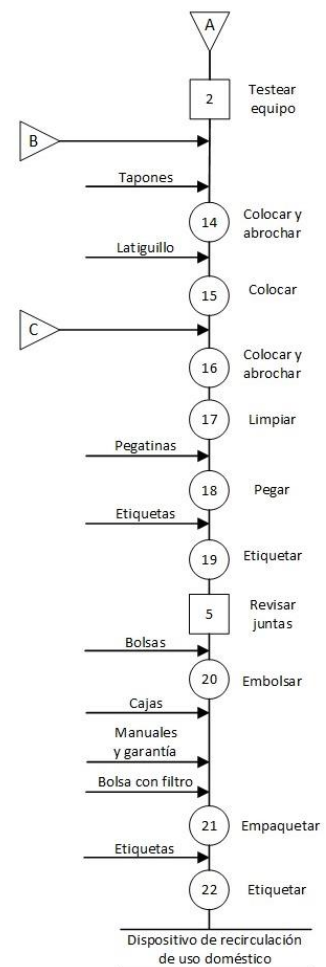 A
2
Testear
equipo
B
Tapones
14
Colocar y
abrochar
Latiguillo
15
Colocar
C
16
Colocar y
abrochar
17
Limpiar
Pegatinas
18
Pegar
Etiquetas
19
Etiquetar
5
Revisar
juntas
Bolsas
20
Embolsar
Cajas
Manuales
y garantía
Bolsa con filtro
21
Empaquetar
Etiquetas
22
Etiquetar
Dispositivo de recirculación
de uso doméstico